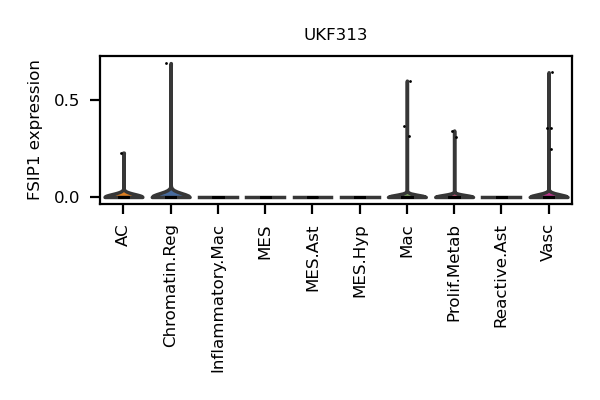 UKF313
FSIP1 expression
0.5
0.0
AC
Chromatin.Reg
Inflammatory.Mac
MES
MES.Ast
MES.Hyp
Mac
Prolif.Metab
Reactive.Ast
Vasc